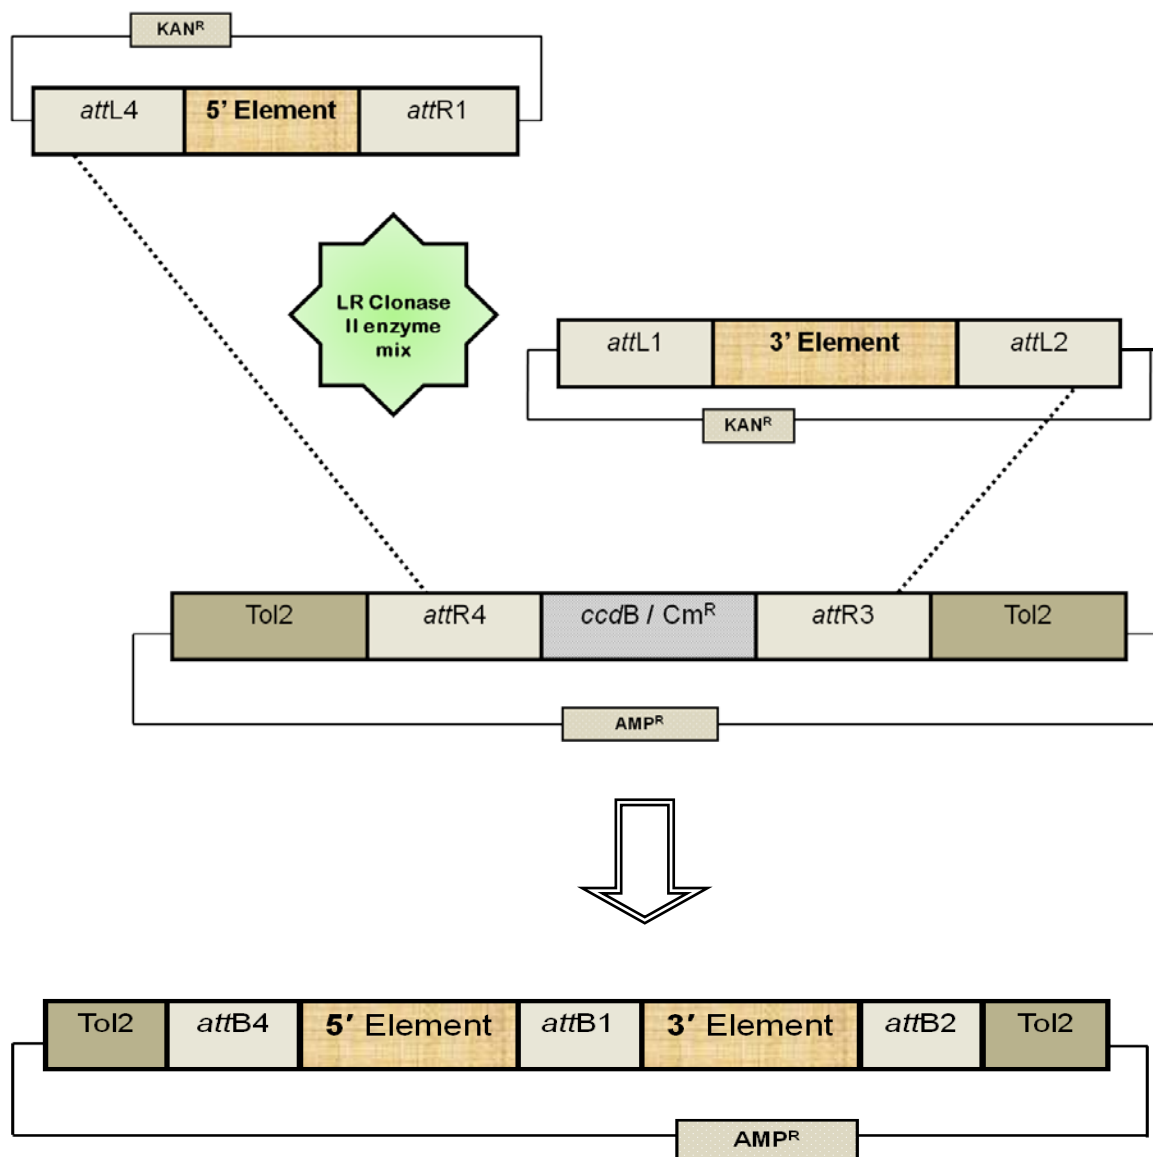 KANᴿ
attL4 5’ Element attR1
LR Clonase
II enzyme
mix
attL1 3’ Element attL2
KANᴿ
Tol2 attR4 ccdB / Cmᴿ attR3 Tol2
AMPᴿ
Tol2 attB4 5′ Element attB1 3′ Element attB2 Tol2
AMPᴿ